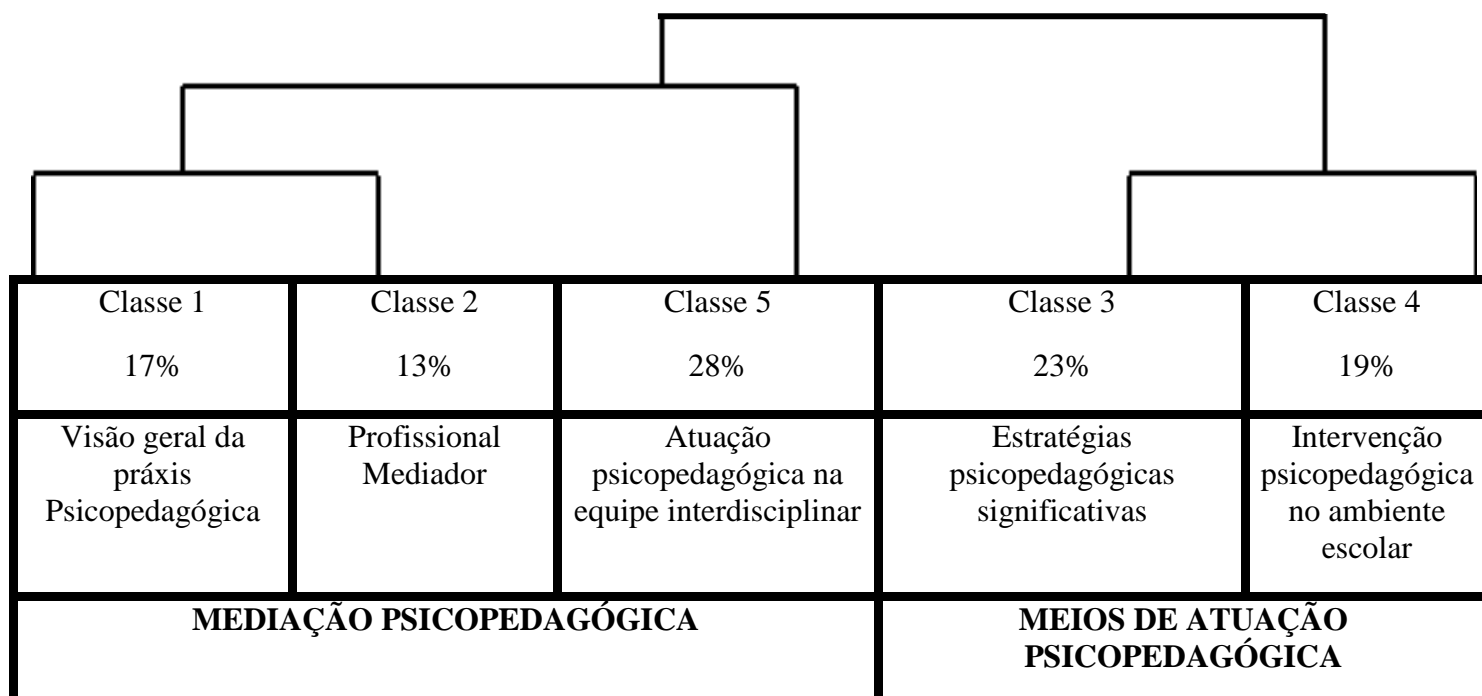 Classe 1
17%
Classe 2
13%
Classe 5
28%
Classe 3
23%
Classe 4
19%
Visão geral da
práxis
Psicopedagógica
Profissional
Mediador
Atuação
psicopedagógica na
equipe interdisciplinar
Estratégias
psicopedagógicas
significativas
Intervenção
psicopedagógica
no ambiente
escolar
MEDIAÇÃO PSICOPEDAGÓGICA
MEIOS DE ATUAÇÃO
PSICOPEDAGÓGICA